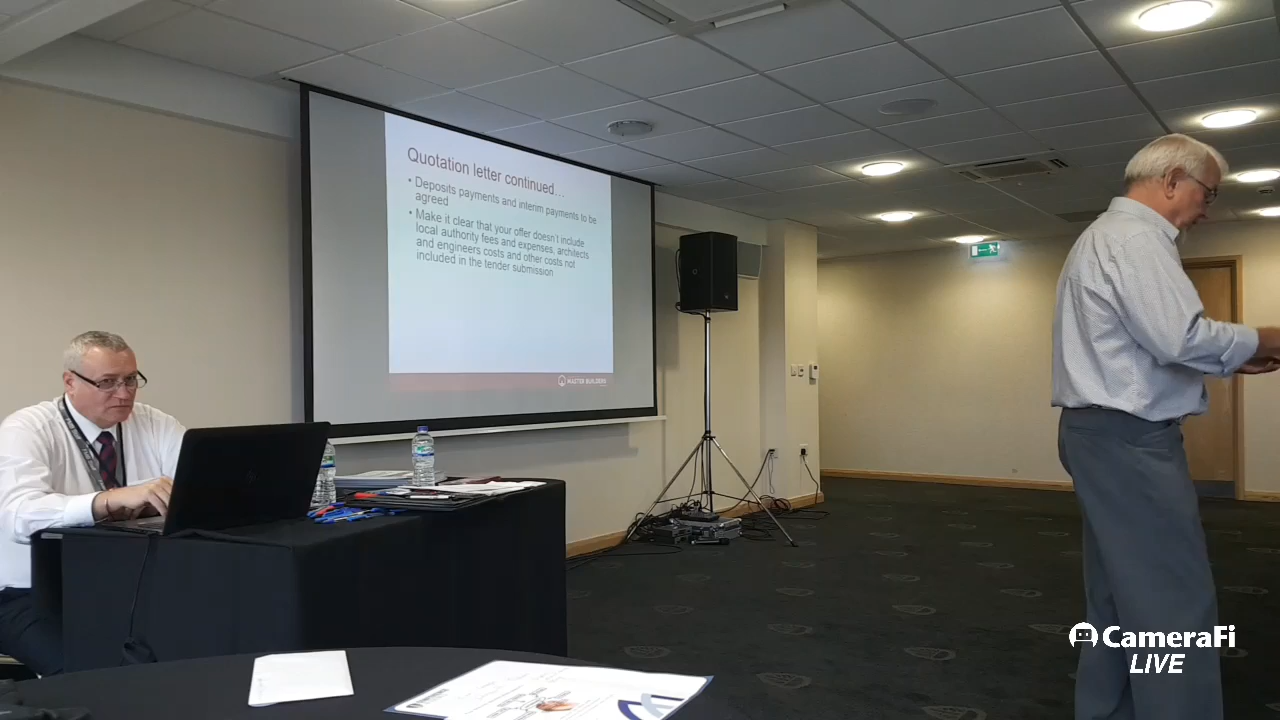 Quotation letter continued…
• Deposits payments and interim payments to be
agreed
• Make it clear that your offer doesn't include
local authority fees and expenses, architects
and engineers costs and other costs not
included in the tender submission
MASTER BUILDERS
CameraFi
LIVE